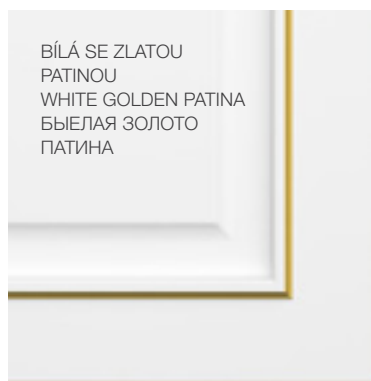 BÍLÁ SE ZLATOU
PATINOU
WHITE GOLDEN PATINA
БЫЕЛАЯ ЗОЛОТО
ПАТИНА